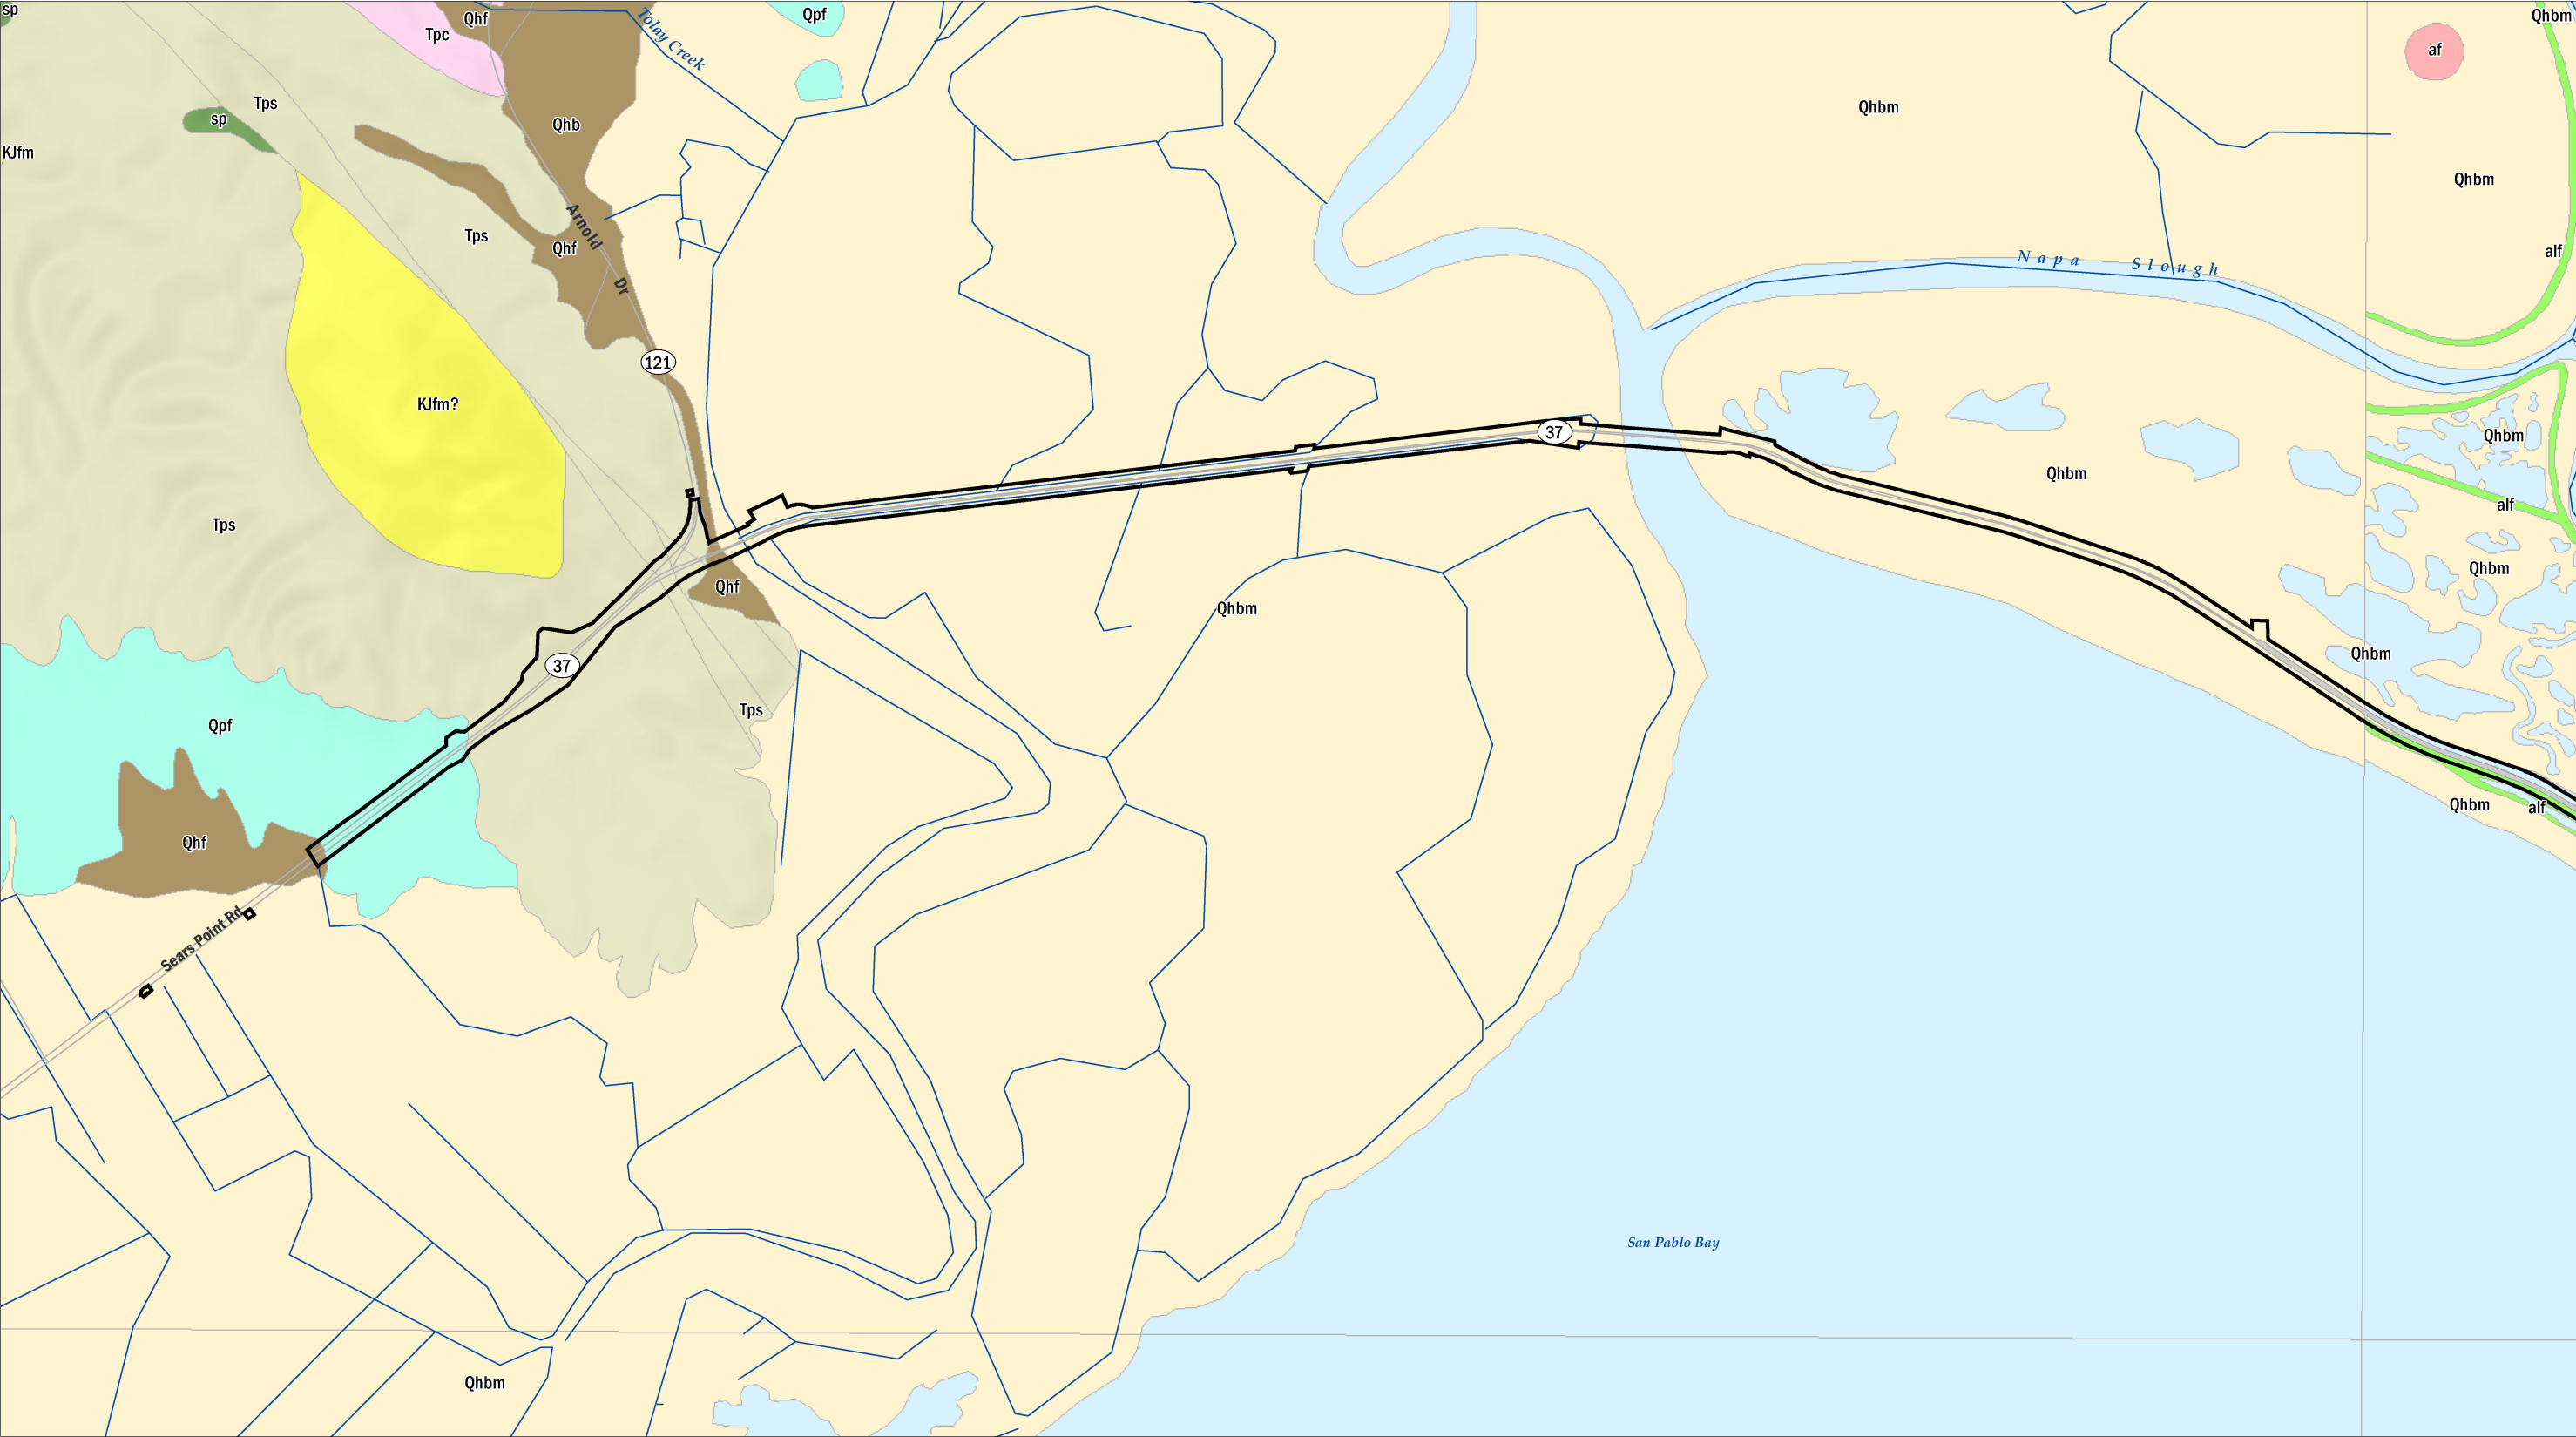 sp
Qhf
Tolay Creek
Qpf
Qhbm
Tpc
af
Tps
sp
Qhb
Qhbm
KJfm
Qhbm
Arnold Dr
Tps
Qhf
Napa Slough
alf
121
KJfm?
37
Qhbm
Qhbm
alf
Tps
Qhbm
Qhf
Qhbm
37
Qhbm
Tps
Qpf
Qhbm
alf
Qhf
Sears Point Rd
San Pablo Bay
Qhbm